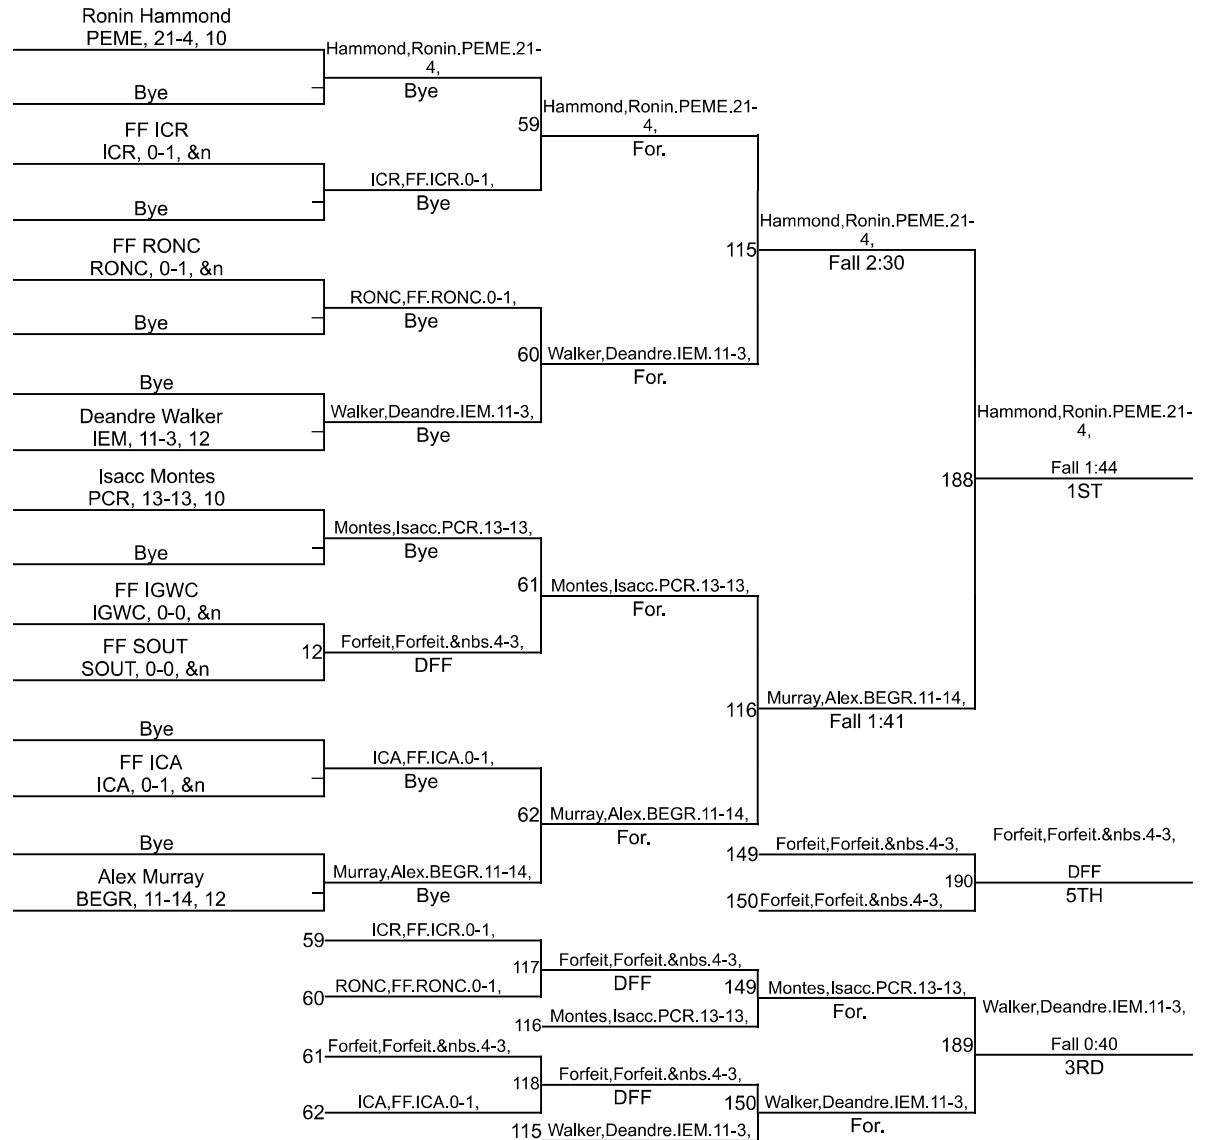 Ronin Hammond
PEME, 21-4, 10
Bye
FF ICR
ICR, 0-1, &n
Bye
FF RONC
RONC, 0-1, &n
Bye
Bye
Deandre Walker
IEM, 11-3, 12
Isacc Montes
PCR, 13-13, 10
Bye
FF IGWC
IGWC, 0-0, &n
FF SOUT
SOUT, 0-0, &n
Bye
FF ICA
ICA, 0-1, &n
Bye
Alex Murray
BEGR, 11-14, 12
Hammond,Ronin.PEME.21-
4,
Bye
ICR,FF.ICR.0-1,
Bye
RONC,FF.RONC.0-1,
Bye
Walker,Deandre.IEM.11-3,
Bye
Montes,Isacc.PCR.13-13,
Bye
12
Forfeit,Forfeit.&nbs.4-3,
DFF
ICA,FF.ICA.0-1,
Bye
Murray,Alex.BEGR.11-14,
Bye
59
Hammond,Ronin.PEME.21-
4,
For.
60
Walker,Deandre.IEM.11-3,
For.
61
Montes,Isacc.PCR.13-13,
For.
62
Murray,Alex.BEGR.11-14,
For.
115
Hammond,Ronin.PEME.21-
4,
Fall 2:30
116
Murray,Alex.BEGR.11-14,
Fall 1:41
188
Hammond,Ronin.PEME.21-
4,
Fall 1:44
1ST
149
Forfeit,Forfeit.&nbs.4-3,
150
Forfeit,Forfeit.&nbs.4-3,
190
Forfeit,Forfeit.&nbs.4-3,
DFF
5TH
59
ICR,FF.ICR.0-1,
60
RONC,FF.RONC.0-1,
61
Forfeit,Forfeit.&nbs.4-3,
62
ICA,FF.ICA.0-1,
117
Forfeit,Forfeit.&nbs.4-3,
DFF
116
Montes,Isacc.PCR.13-13,
118
Forfeit,Forfeit.&nbs.4-3,
DFF
115
Walker,Deandre.IEM.11-3,
149
Montes,Isacc.PCR.13-13,
For.
150
Walker,Deandre.IEM.11-3,
For.
189
Walker,Deandre.IEM.11-3,
Fall 0:40
3RD